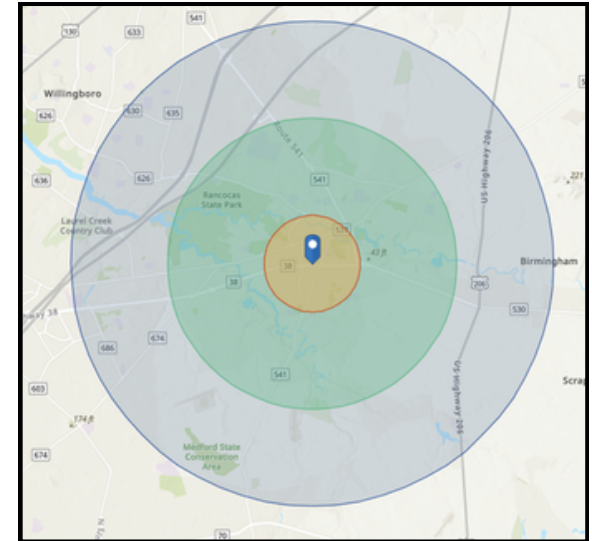 541
130
633
Willingboro
626
630
635
Route 541
US Highway 206
626
541
636
Rancocas
State Park
Laurel Creek
Country Club
537
43 ft
38
Birmingham
38
206
530
way 38
674
686
US Highway 206
541
603
174 ft
Medford State
Conservation
Area
674
70